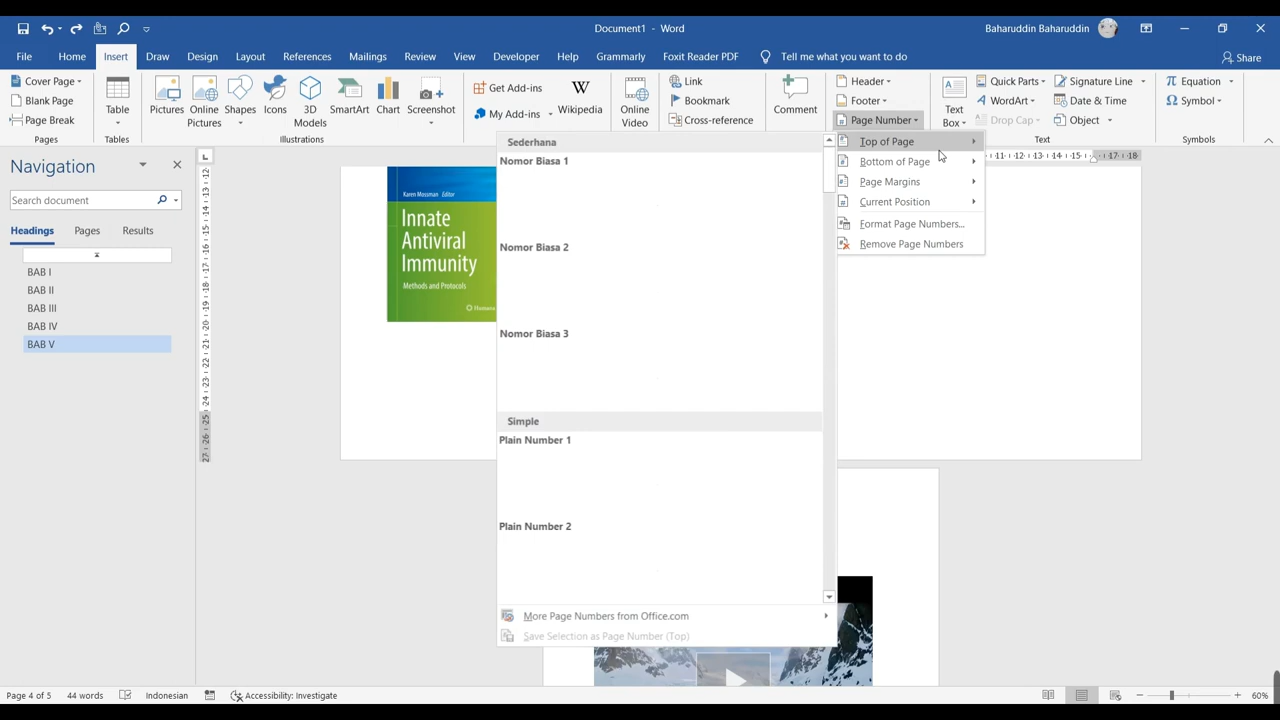 Document1 - Word
Baharuddin Baharuddin
File Home Insert Draw Design Layout References Mailings Review View Developer Help Grammarly Foxit Reader PDF Tell me what you want to do Share
Cover Page
Blank Page
Page Break
Pages
Table
Tables
Pictures
Online Pictures
Shapes
Icons
3D Models
SmartArt
Chart
Screenshot
Illustrations
Get Add-ins
My Add-ins
Wikipedia
Online Video
Link
Bookmark
Cross-reference
Comment
Header
Footer
Page Number
Text Box
Quick Parts
WordArt
Drop Cap
Signature Line
Date & Time
Object
Text
Equation
Symbol
Symbols
Top of Page
Bottom of Page
Page Margins
Current Position
Format Page Numbers...
Remove Page Numbers
Navigation
Search document
Headings Pages Results
BAB I
BAB II
BAB III
BAB IV
BAB V
Karen Mossman Editor
Innate
Antiviral
Immunity
Methods and Protocols
Humana
Sederhana
Nomor Biasa 1
Nomor Biasa 2
Nomor Biasa 3
Simple
Plain Number 1
Plain Number 2
More Page Numbers from Office.com
Save Selection as Page Number (Top)
Page 4 of 5 44 words Indonesian Accessibility: Investigate 60%